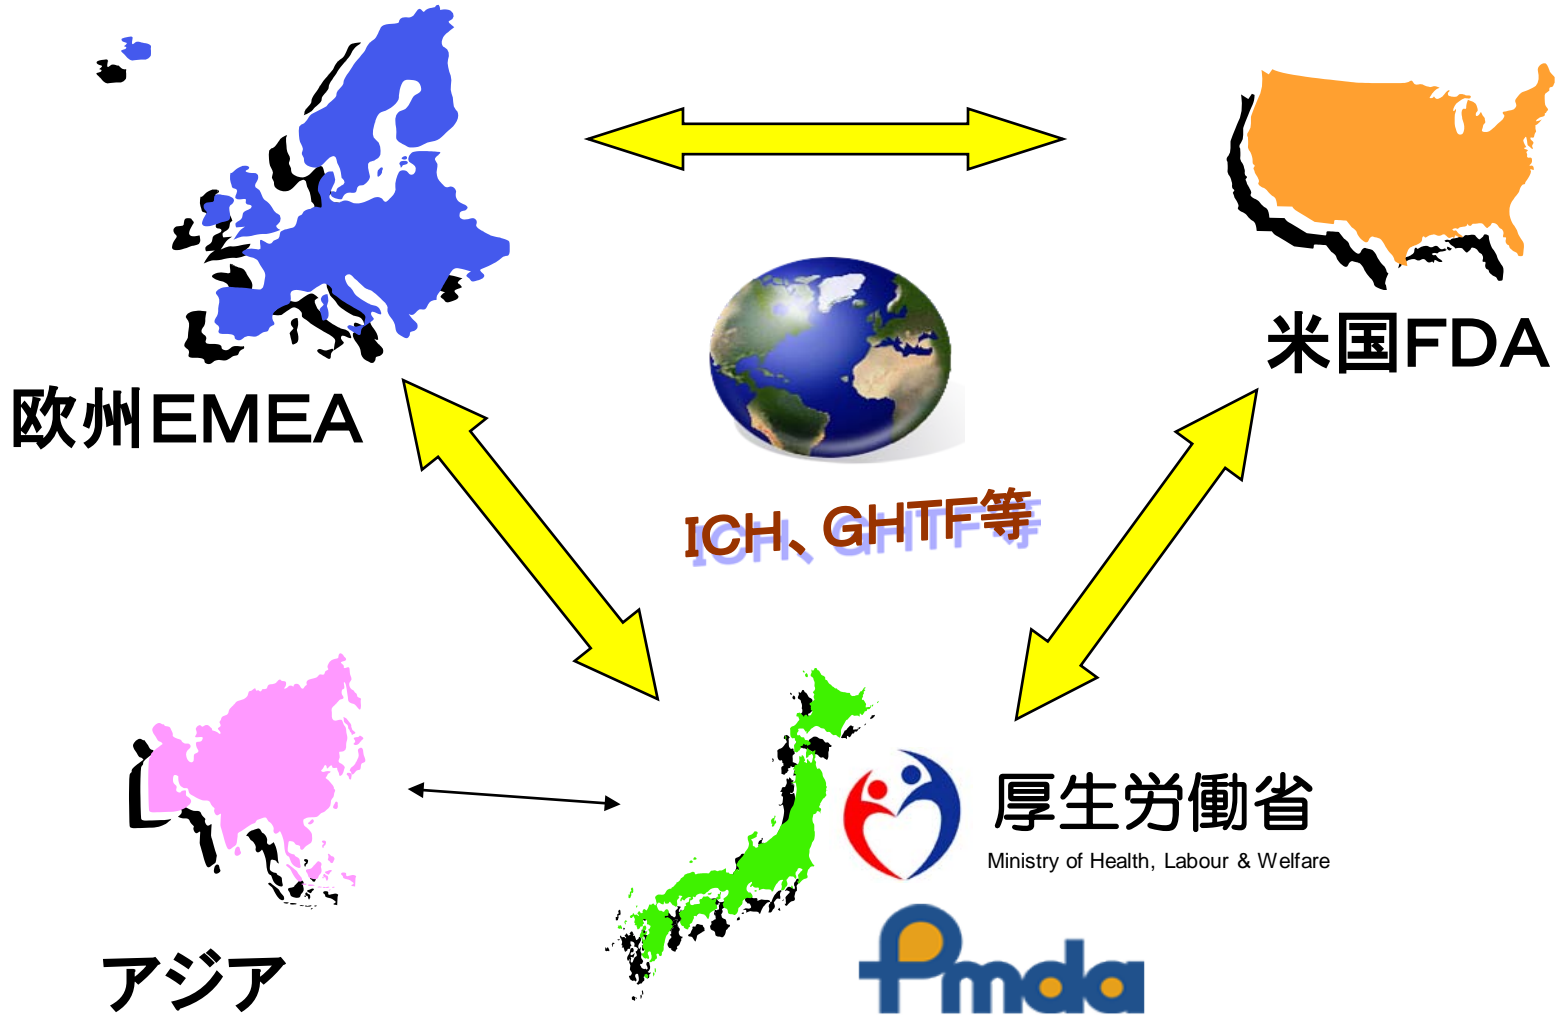 米国FDA
欧州EMEA
ICH、GHTF等
厚生労働省
Ministry of Health, Labour & Welfare
アジア
Pmda